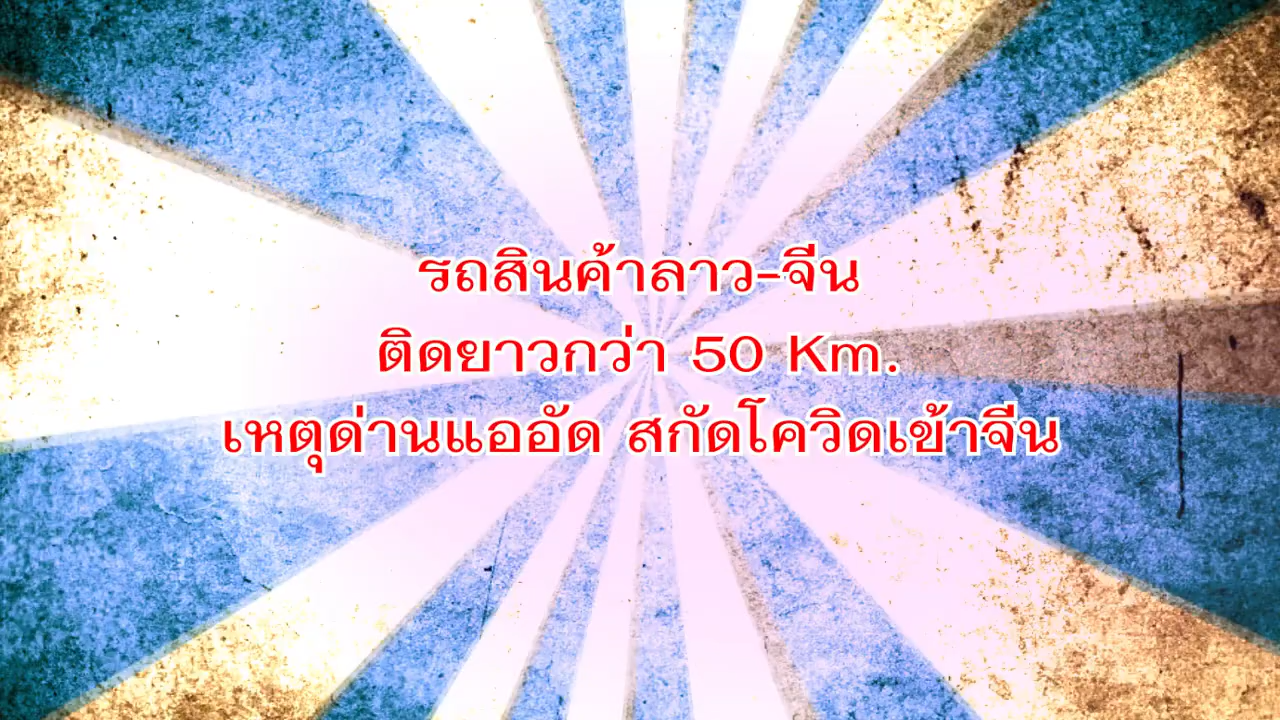 รถสินค้าลาว-จีน
ติดยาวกว่า 50 Km.
เหตุด่านแออัด สกัดโควิดเข้าจีน